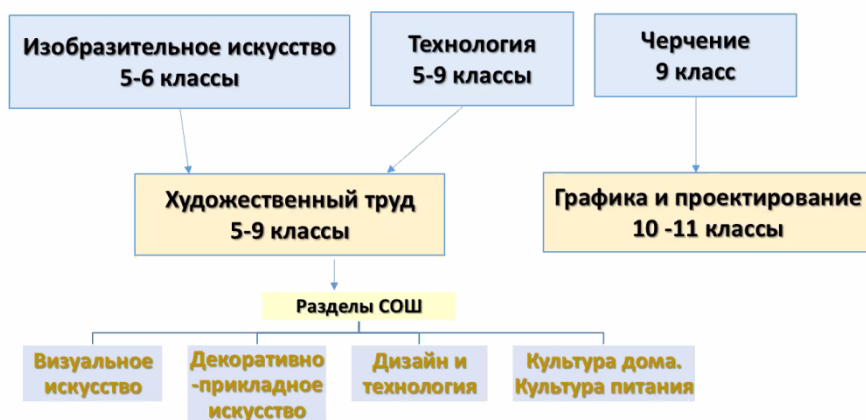 Изобразительное искусство
5-6 классы
Технология
5-9 классы
Черчение
9 класс
Художественный труд
5-9 классы
Графика и проектирование
10 -11 классы
Разделы СОШ
Визуальное
искусство
Декоративно
-прикладное
искусство
Дизайн и
технология
Культура дома.
Культура питания